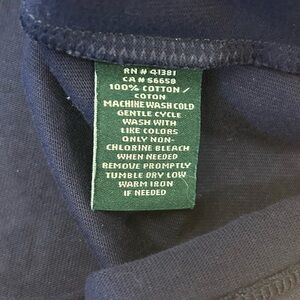 RN # 41381
CA # 56658
100% COTTON /
COTON
MACHINE WASH COLD
GENTLE CYCLE
WASH WITH
LIKE COLORS
ONLY NON-
CHLORINE BLEACH
WHEN NEEDED
REMOVE PROMPTLY
TUMBLE DRY LOW
WARM IRON
IF NEEDED